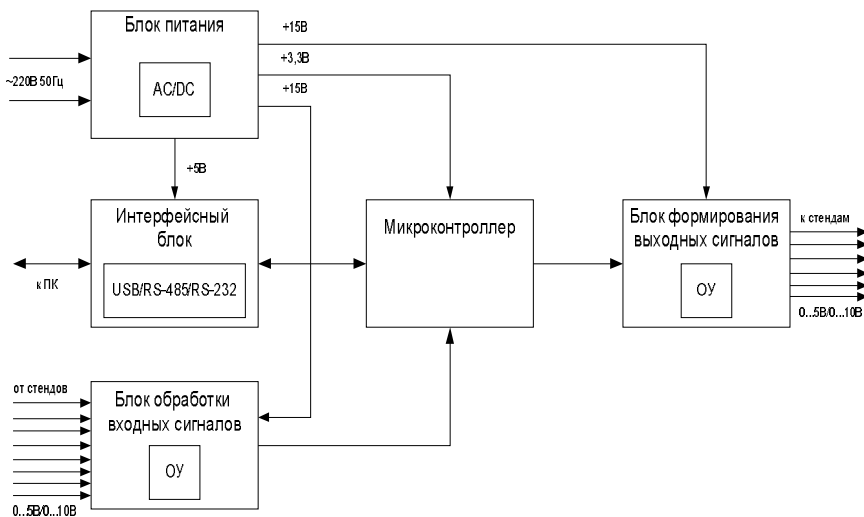 Блок питания
AC/DC
~220В 50Гц
+15В
+3,3В
+15В
+5В
Интерфейсный
блок
USB/RS-485/RS-232
к ПК
Микроконтроллер
Блок формирования
выходных сигналов
ОУ
к стендам
0...5В/0...10В
от стендов
Блок обработки
входных сигналов
ОУ
0...5В/0...10В